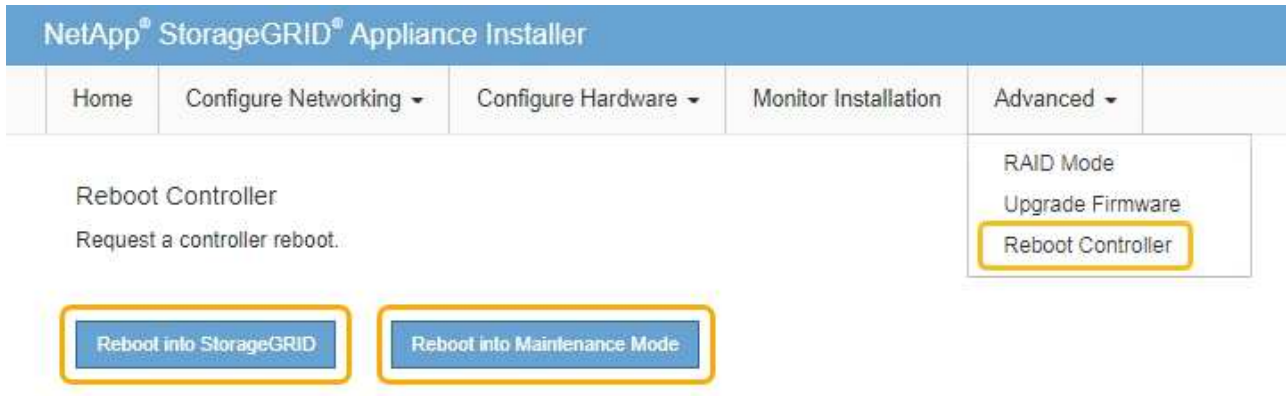 NetApp® StorageGRID® Appliance Installer
Home
Configure Networking
Configure Hardware
Monitor Installation
Advanced
RAID Mode
Upgrade Firmware
Reboot Controller
Reboot Controller
Request a controller reboot.
Reboot into StorageGRID
Reboot into Maintenance Mode